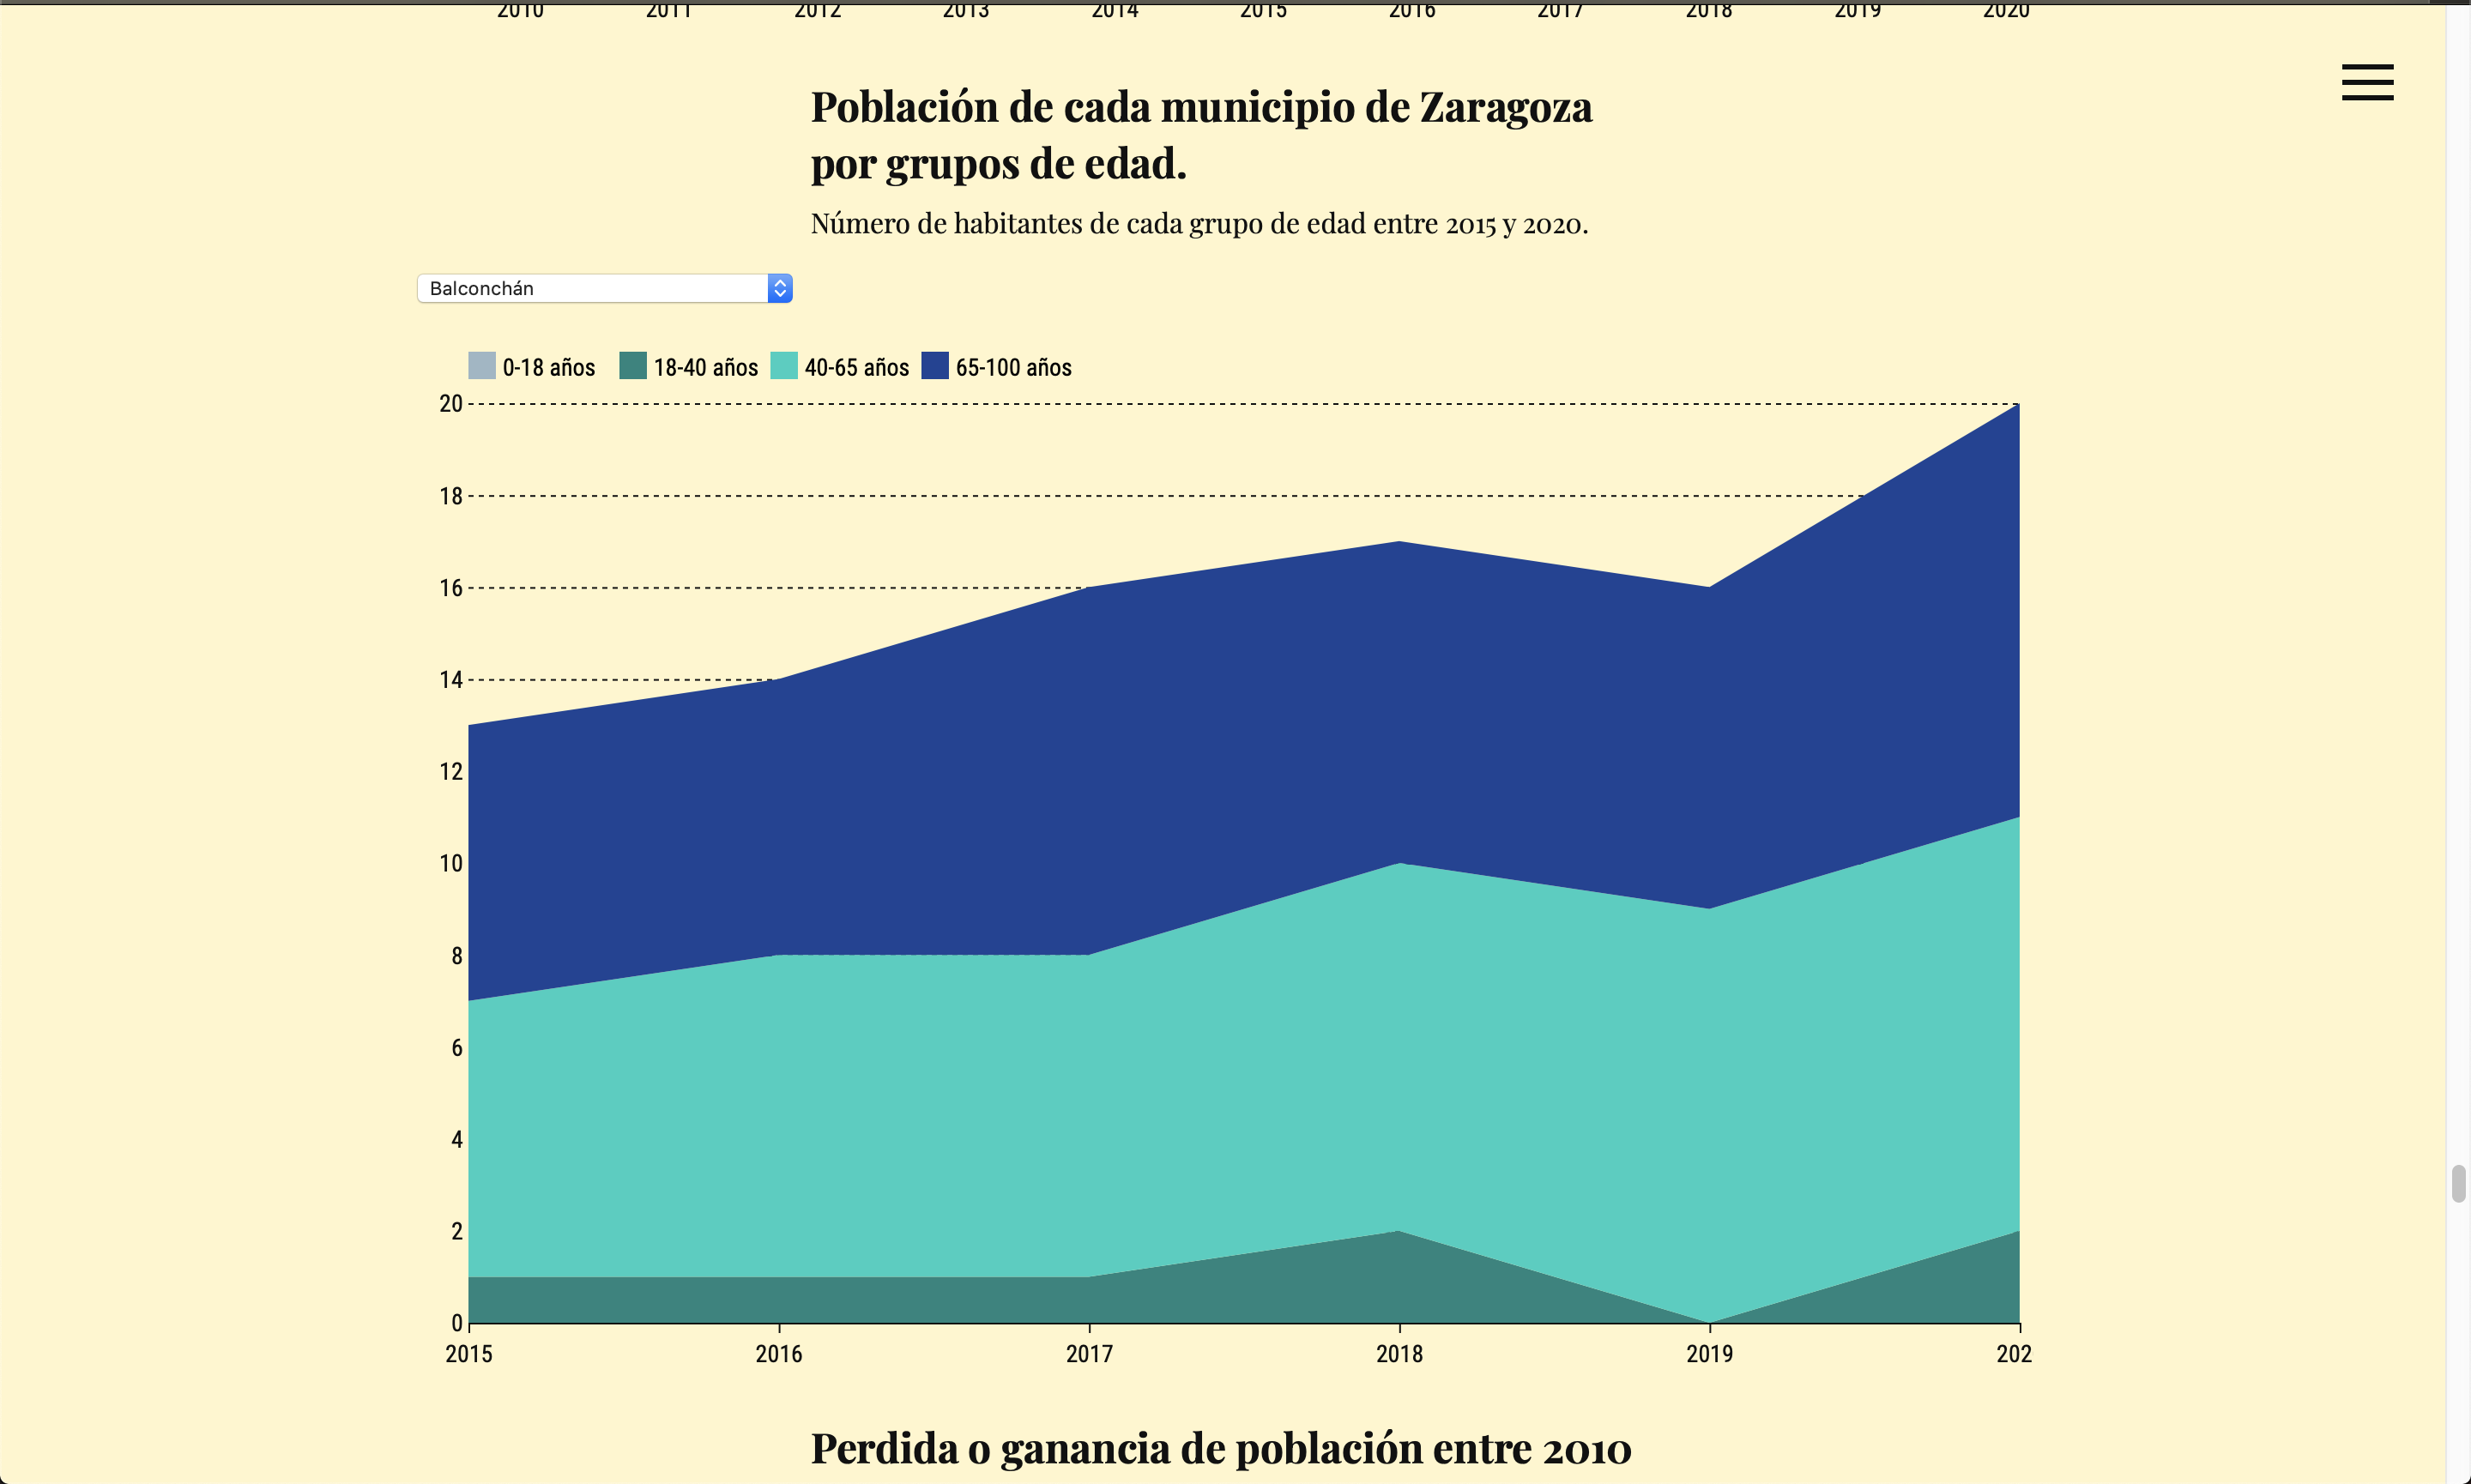 2010 2011 2012 2013 2014 2015 2016 2017 2018 2019 2020
Población de cada municipio de Zaragoza
por grupos de edad.
Número de habitantes de cada grupo de edad entre 2015 y 2020.
Balconchán
0-18 años 18-40 años 40-65 años 65-100 años
20
18
16
14
12
10
8
6
4
2
0
2015 2016 2017 2018 2019 202
Perdida o ganancia de población entre 2010